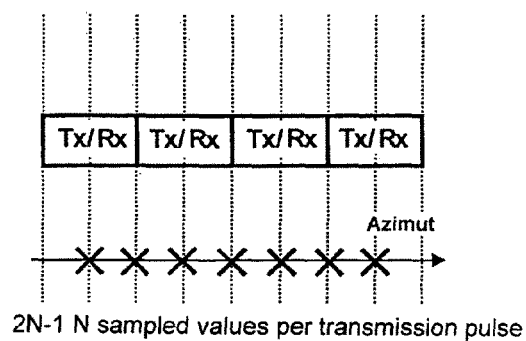 Tx/Rx Tx/Rx Tx/Rx Tx/Rx
Azimut
2N-1 N sampled values per transmission pulse